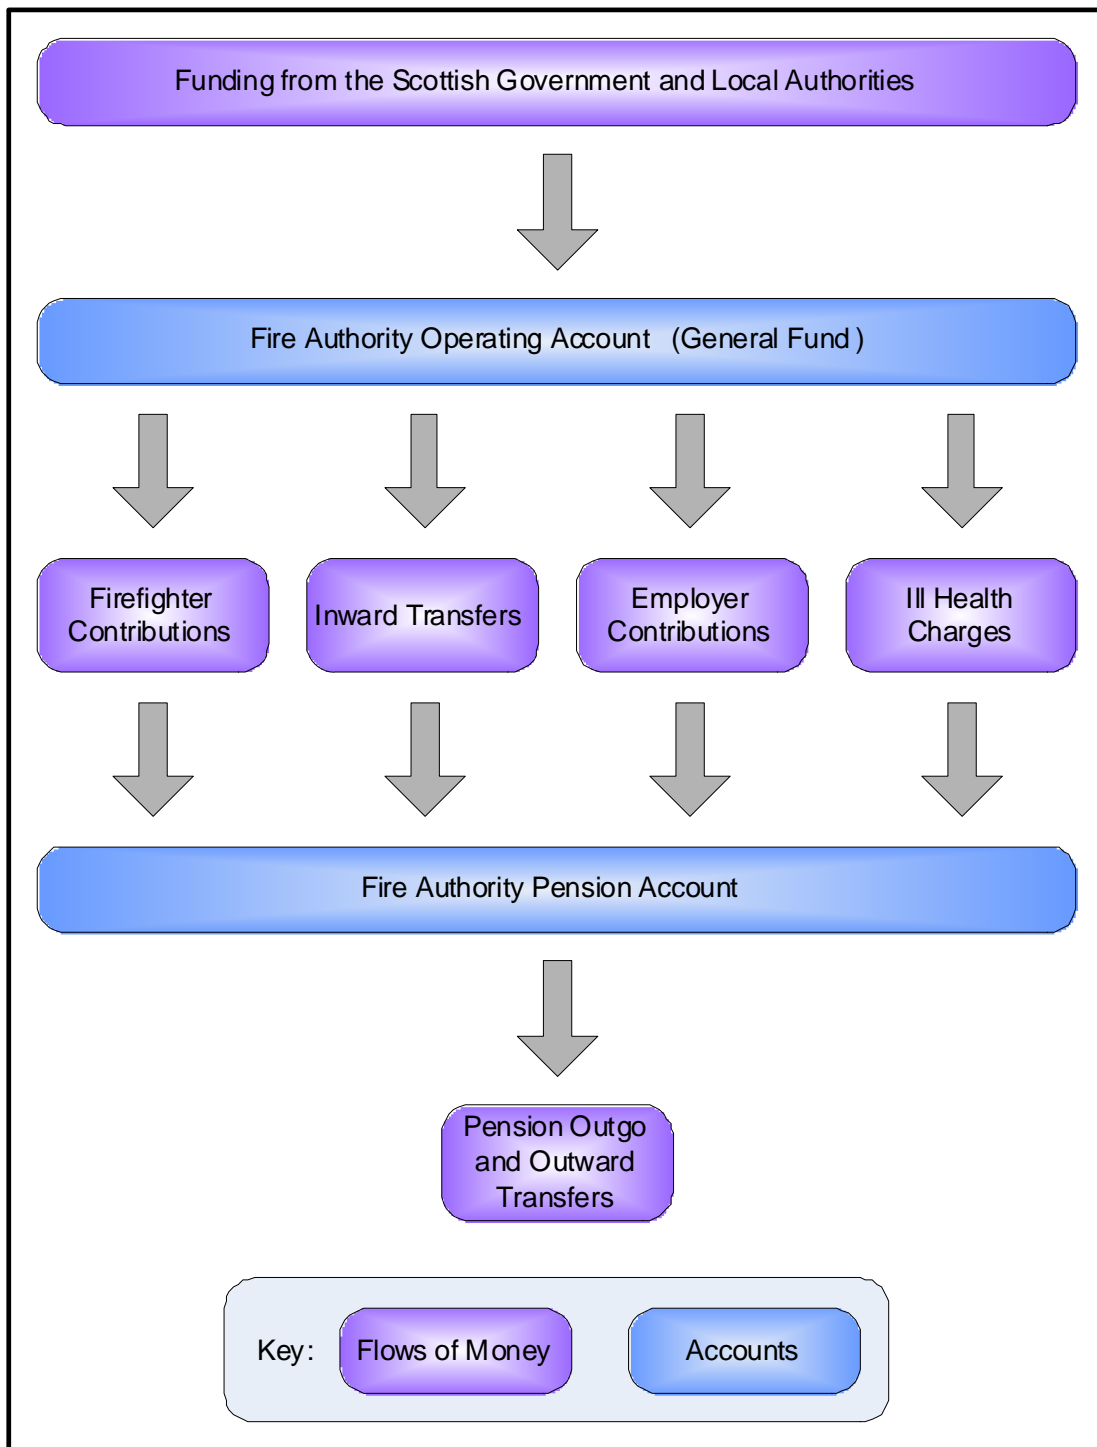 Funding from the Scottish Government and Local Authorities
Fire Authority Operating Account (General Fund)
Firefighter
Contributions
Inward Transfers
Employer
Contributions
Ill Health
Charges
Fire Authority Pension Account
Pension Outgo
and Outward
Transfers
Key:
Flows of Money
Accounts